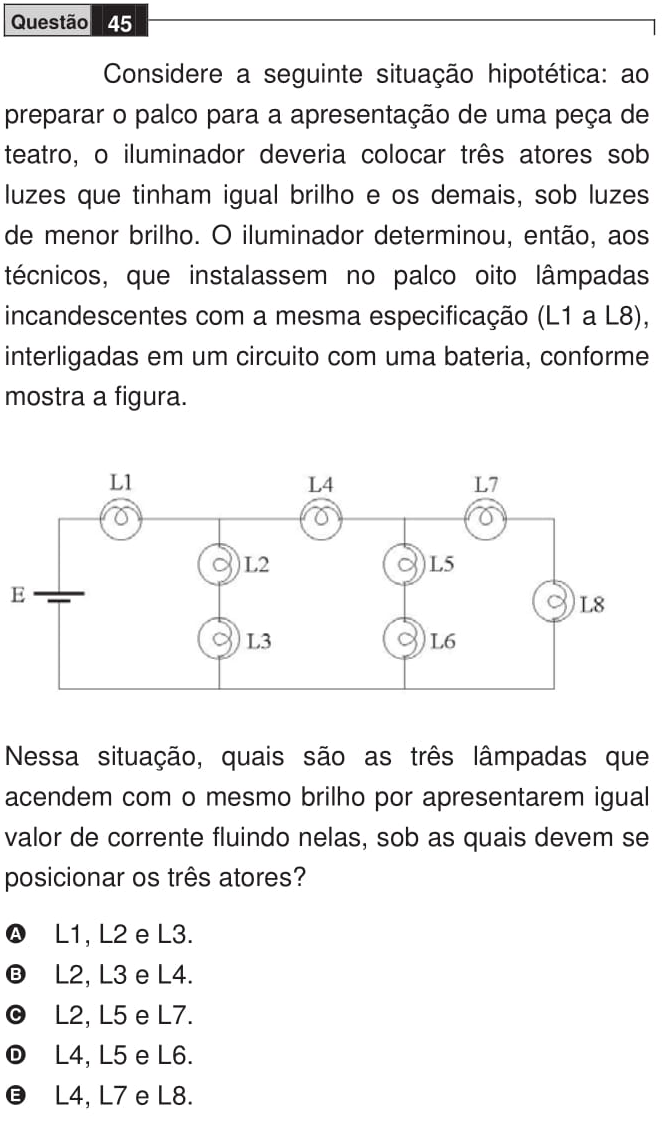 Questão 45
Considere a seguinte situação hipotética: ao
preparar o palco para a apresentação de uma peça de
teatro, o iluminador deveria colocar três atores sob
luzes que tinham igual brilho e os demais, sob luzes
de menor brilho. O iluminador determinou, então, aos
técnicos, que instalassem no palco oito lâmpadas
incandescentes com a mesma especificação (L1 a L8),
interligadas em um circuito com uma bateria, conforme
mostra a figura.
L1
L4
L7
L2
L5
E
L8
L3
L6
Nessa situação, quais são as três lâmpadas que
acendem com o mesmo brilho por apresentarem igual
valor de corrente fluindo nelas, sob as quais devem se
posicionar os três atores?
A L1, L2 e L3.
B L2, L3 e L4.
C L2, L5 e L7.
D L4, L5 e L6.
E L4, L7 e L8.